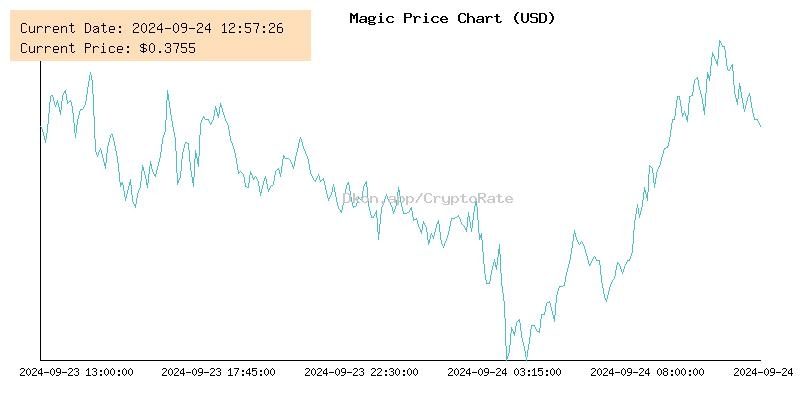 Magic Price Chart (USD)
Current Date: 2024-09-24 12:57:26
Current Price: $0.3755
Dkon.app/CryptoRate
2024-09-23 13:00:00 2024-09-23 17:45:00 2024-09-23 22:30:00 2024-09-24 03:15:00 2024-09-24 08:00:00 2024-09-24